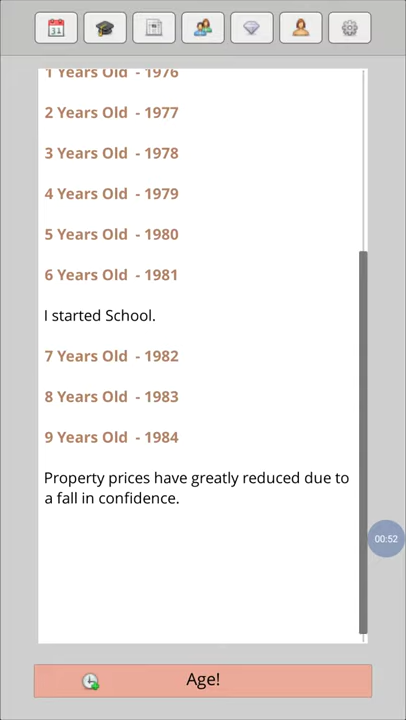 31
1 Years Old - 1976
2 Years Old - 1977
3 Years Old - 1978
4 Years Old - 1979
5 Years Old - 1980
6 Years Old - 1981
I started School.
7 Years Old - 1982
8 Years Old - 1983
9 Years Old - 1984
Property prices have greatly reduced due to
a fall in confidence.
00:52
Age!